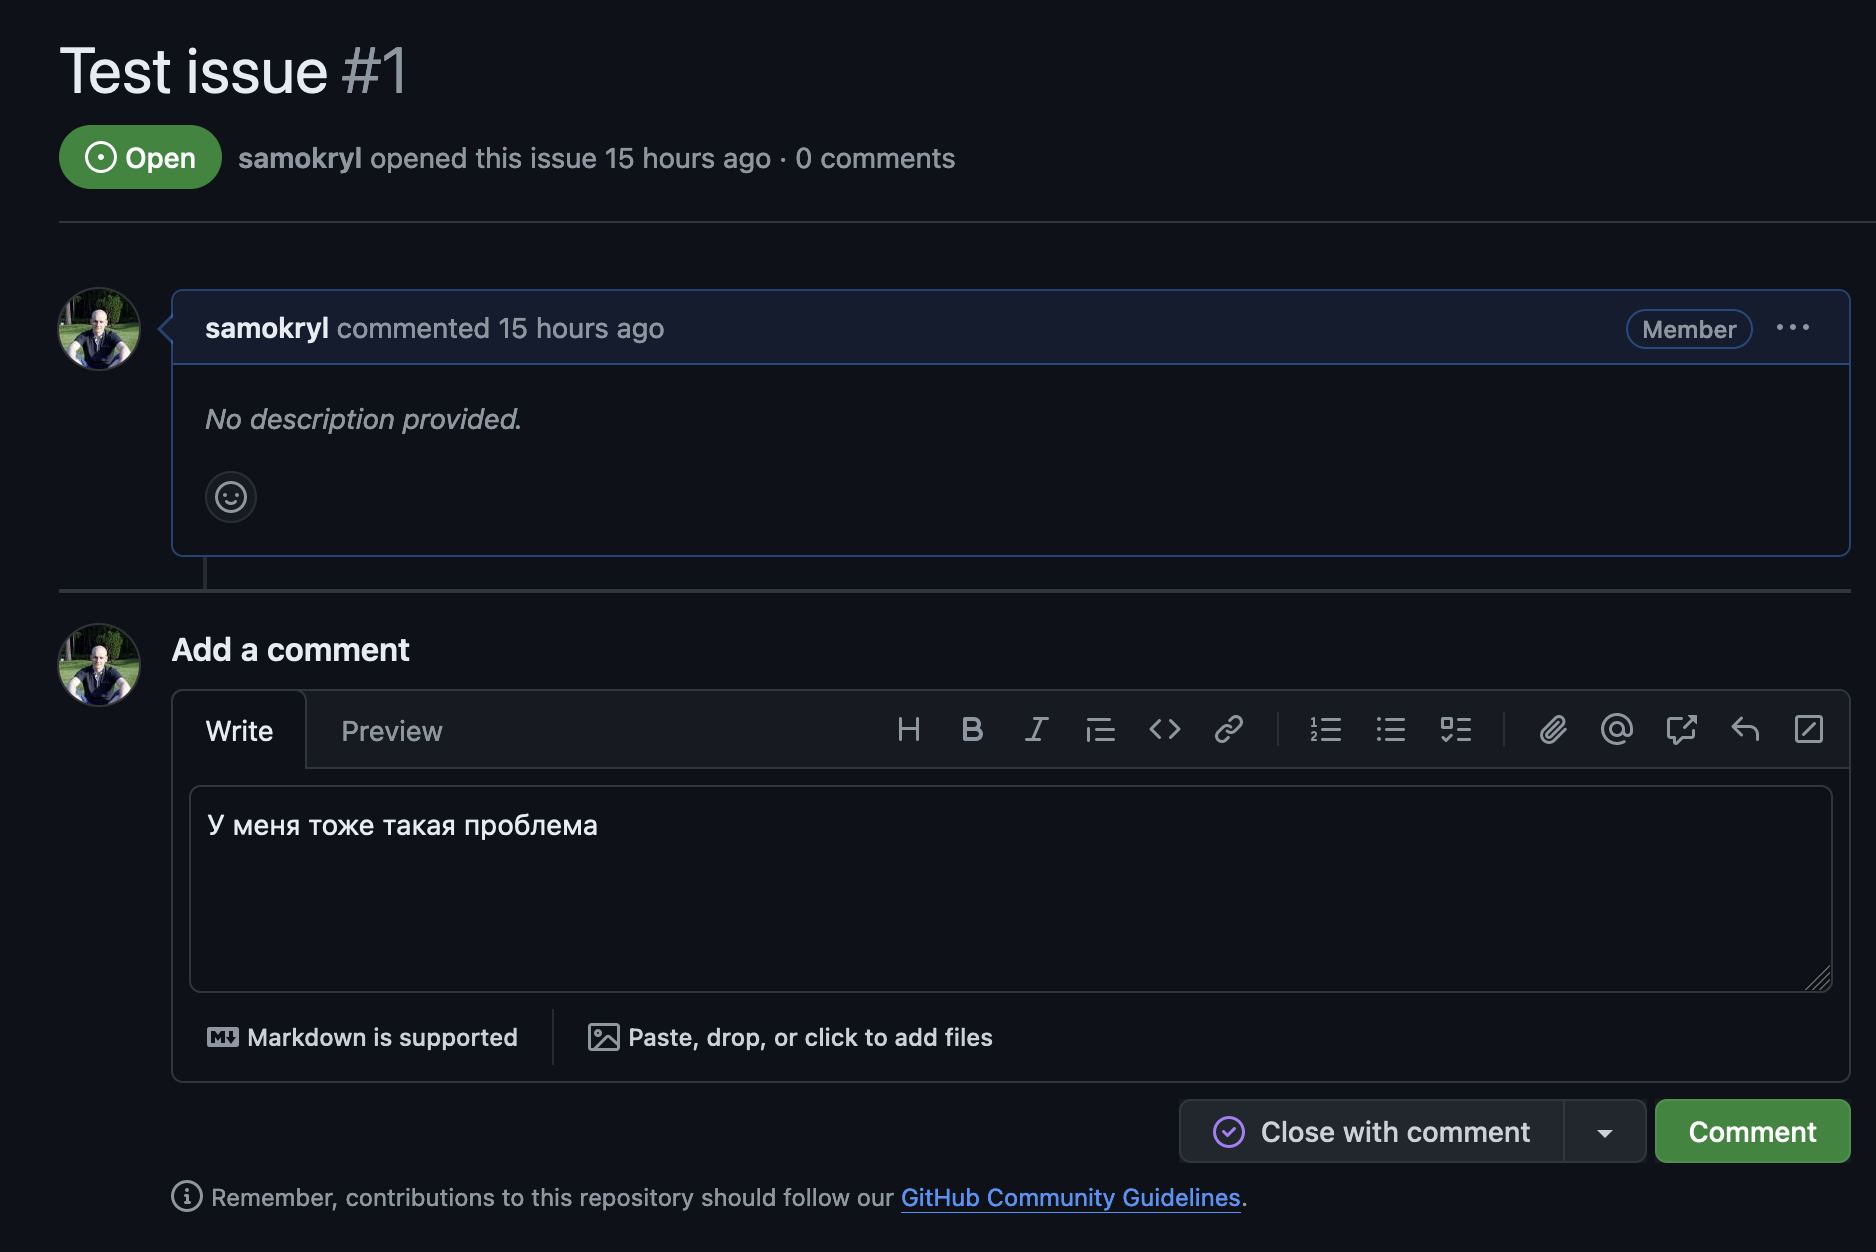 Test issue #1
Open samokryl opened this issue 15 hours ago · 0 comments
samokryl commented 15 hours ago Member
No description provided.
Add a comment
Write Preview
У меня тоже такая проблема
Markdown is supported Paste, drop, or click to add files
Close with comment Comment
Remember, contributions to this repository should follow our GitHub Community Guidelines.